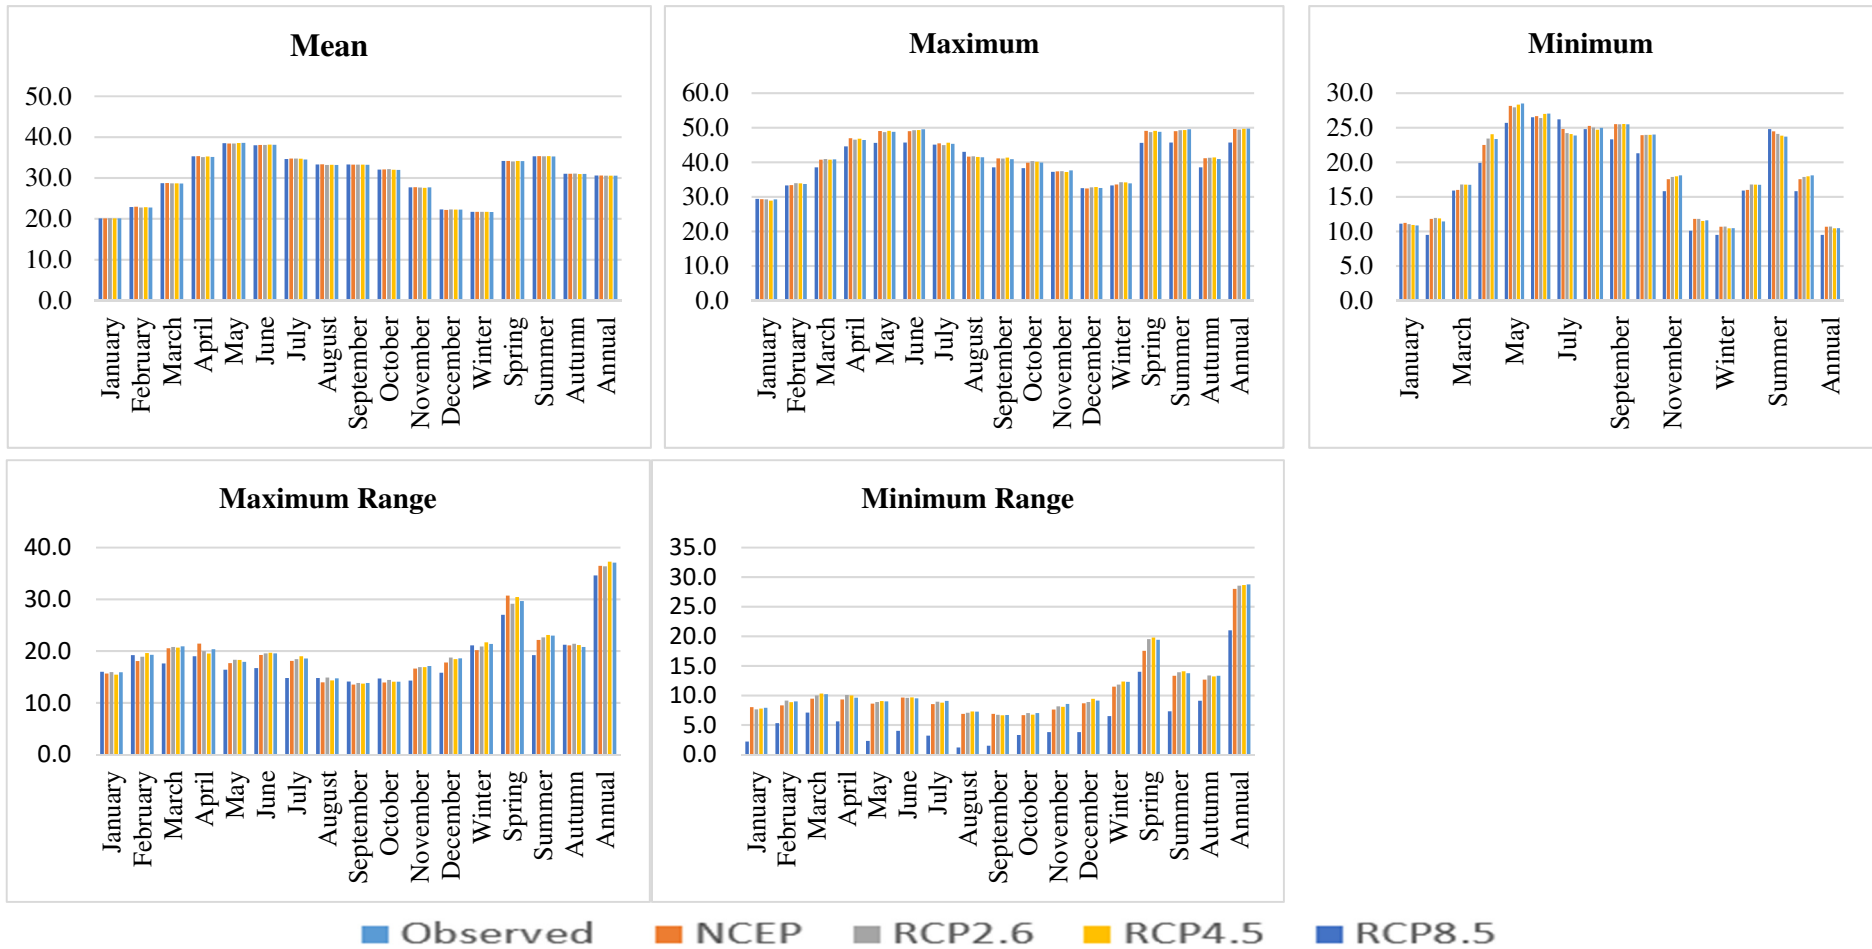 Mean
50.0
40.0
30.0
20.0
10.0
0.0
January
February
March
April
May
June
July
August
September
October
November
December
Winter
Spring
Summer
Autumn
Annual
Maximum
60.0
50.0
40.0
30.0
20.0
10.0
0.0
January
February
March
April
May
June
July
August
September
October
November
December
Winter
Spring
Summer
Autumn
Annual
Minimum
30.0
25.0
20.0
15.0
10.0
5.0
0.0
January
March
May
July
September
November
Winter
Summer
Annual
Maximum Range
40.0
30.0
20.0
10.0
0.0
January
February
March
April
May
June
July
August
September
October
November
December
Winter
Spring
Summer
Autumn
Annual
Minimum Range
35.0
30.0
25.0
20.0
15.0
10.0
5.0
0.0
January
February
March
April
May
June
July
August
September
October
November
December
Winter
Spring
Summer
Autumn
Annual
Observed NCEP RCP2.6 RCP4.5 RCP8.5